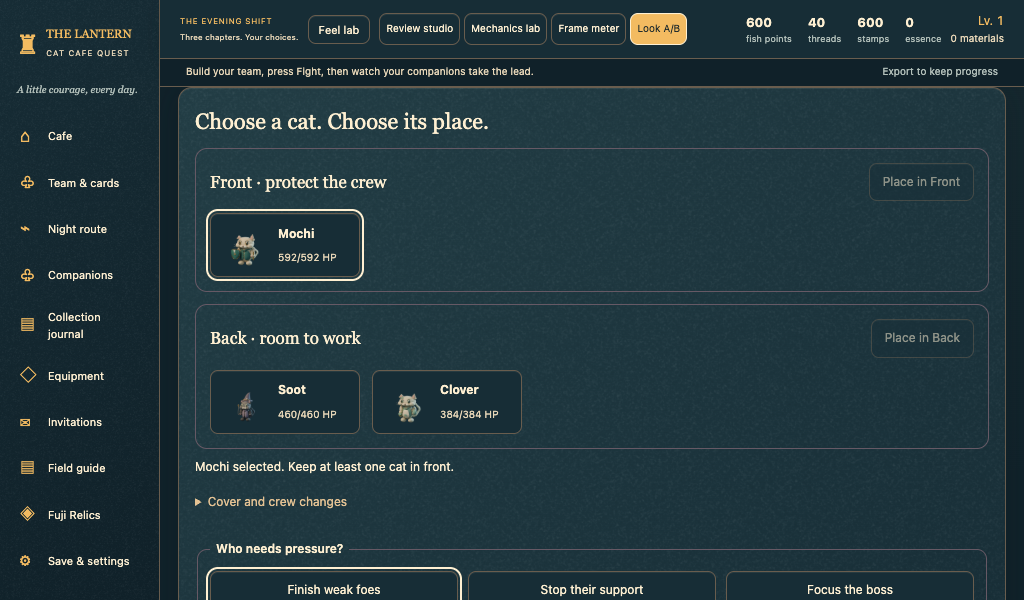 THE LANTERN
CAT CAFE QUEST
A little courage, every day.
Cafe
Team & cards
Night route
Companions
Collection
journal
Equipment
Invitations
Field guide
Fuji Relics
Save & settings
THE EVENING SHIFT
Three chapters. Your choices.
Feel lab
Review studio
Mechanics lab
Frame meter
Look A/B
600
fish points
40
threads
600
stamps
0
essence
Lv. 1
0 materials
Build your team, press Fight, then watch your companions take the lead.
Export to keep progress
Choose a cat. Choose its place.
Front · protect the crew
Place in Front
Mochi
592/592 HP
Back · room to work
Place in Back
Soot
460/460 HP
Clover
384/384 HP
Mochi selected. Keep at least one cat in front.
Cover and crew changes
Who needs pressure?
Finish weak foes
Stop their support
Focus the boss